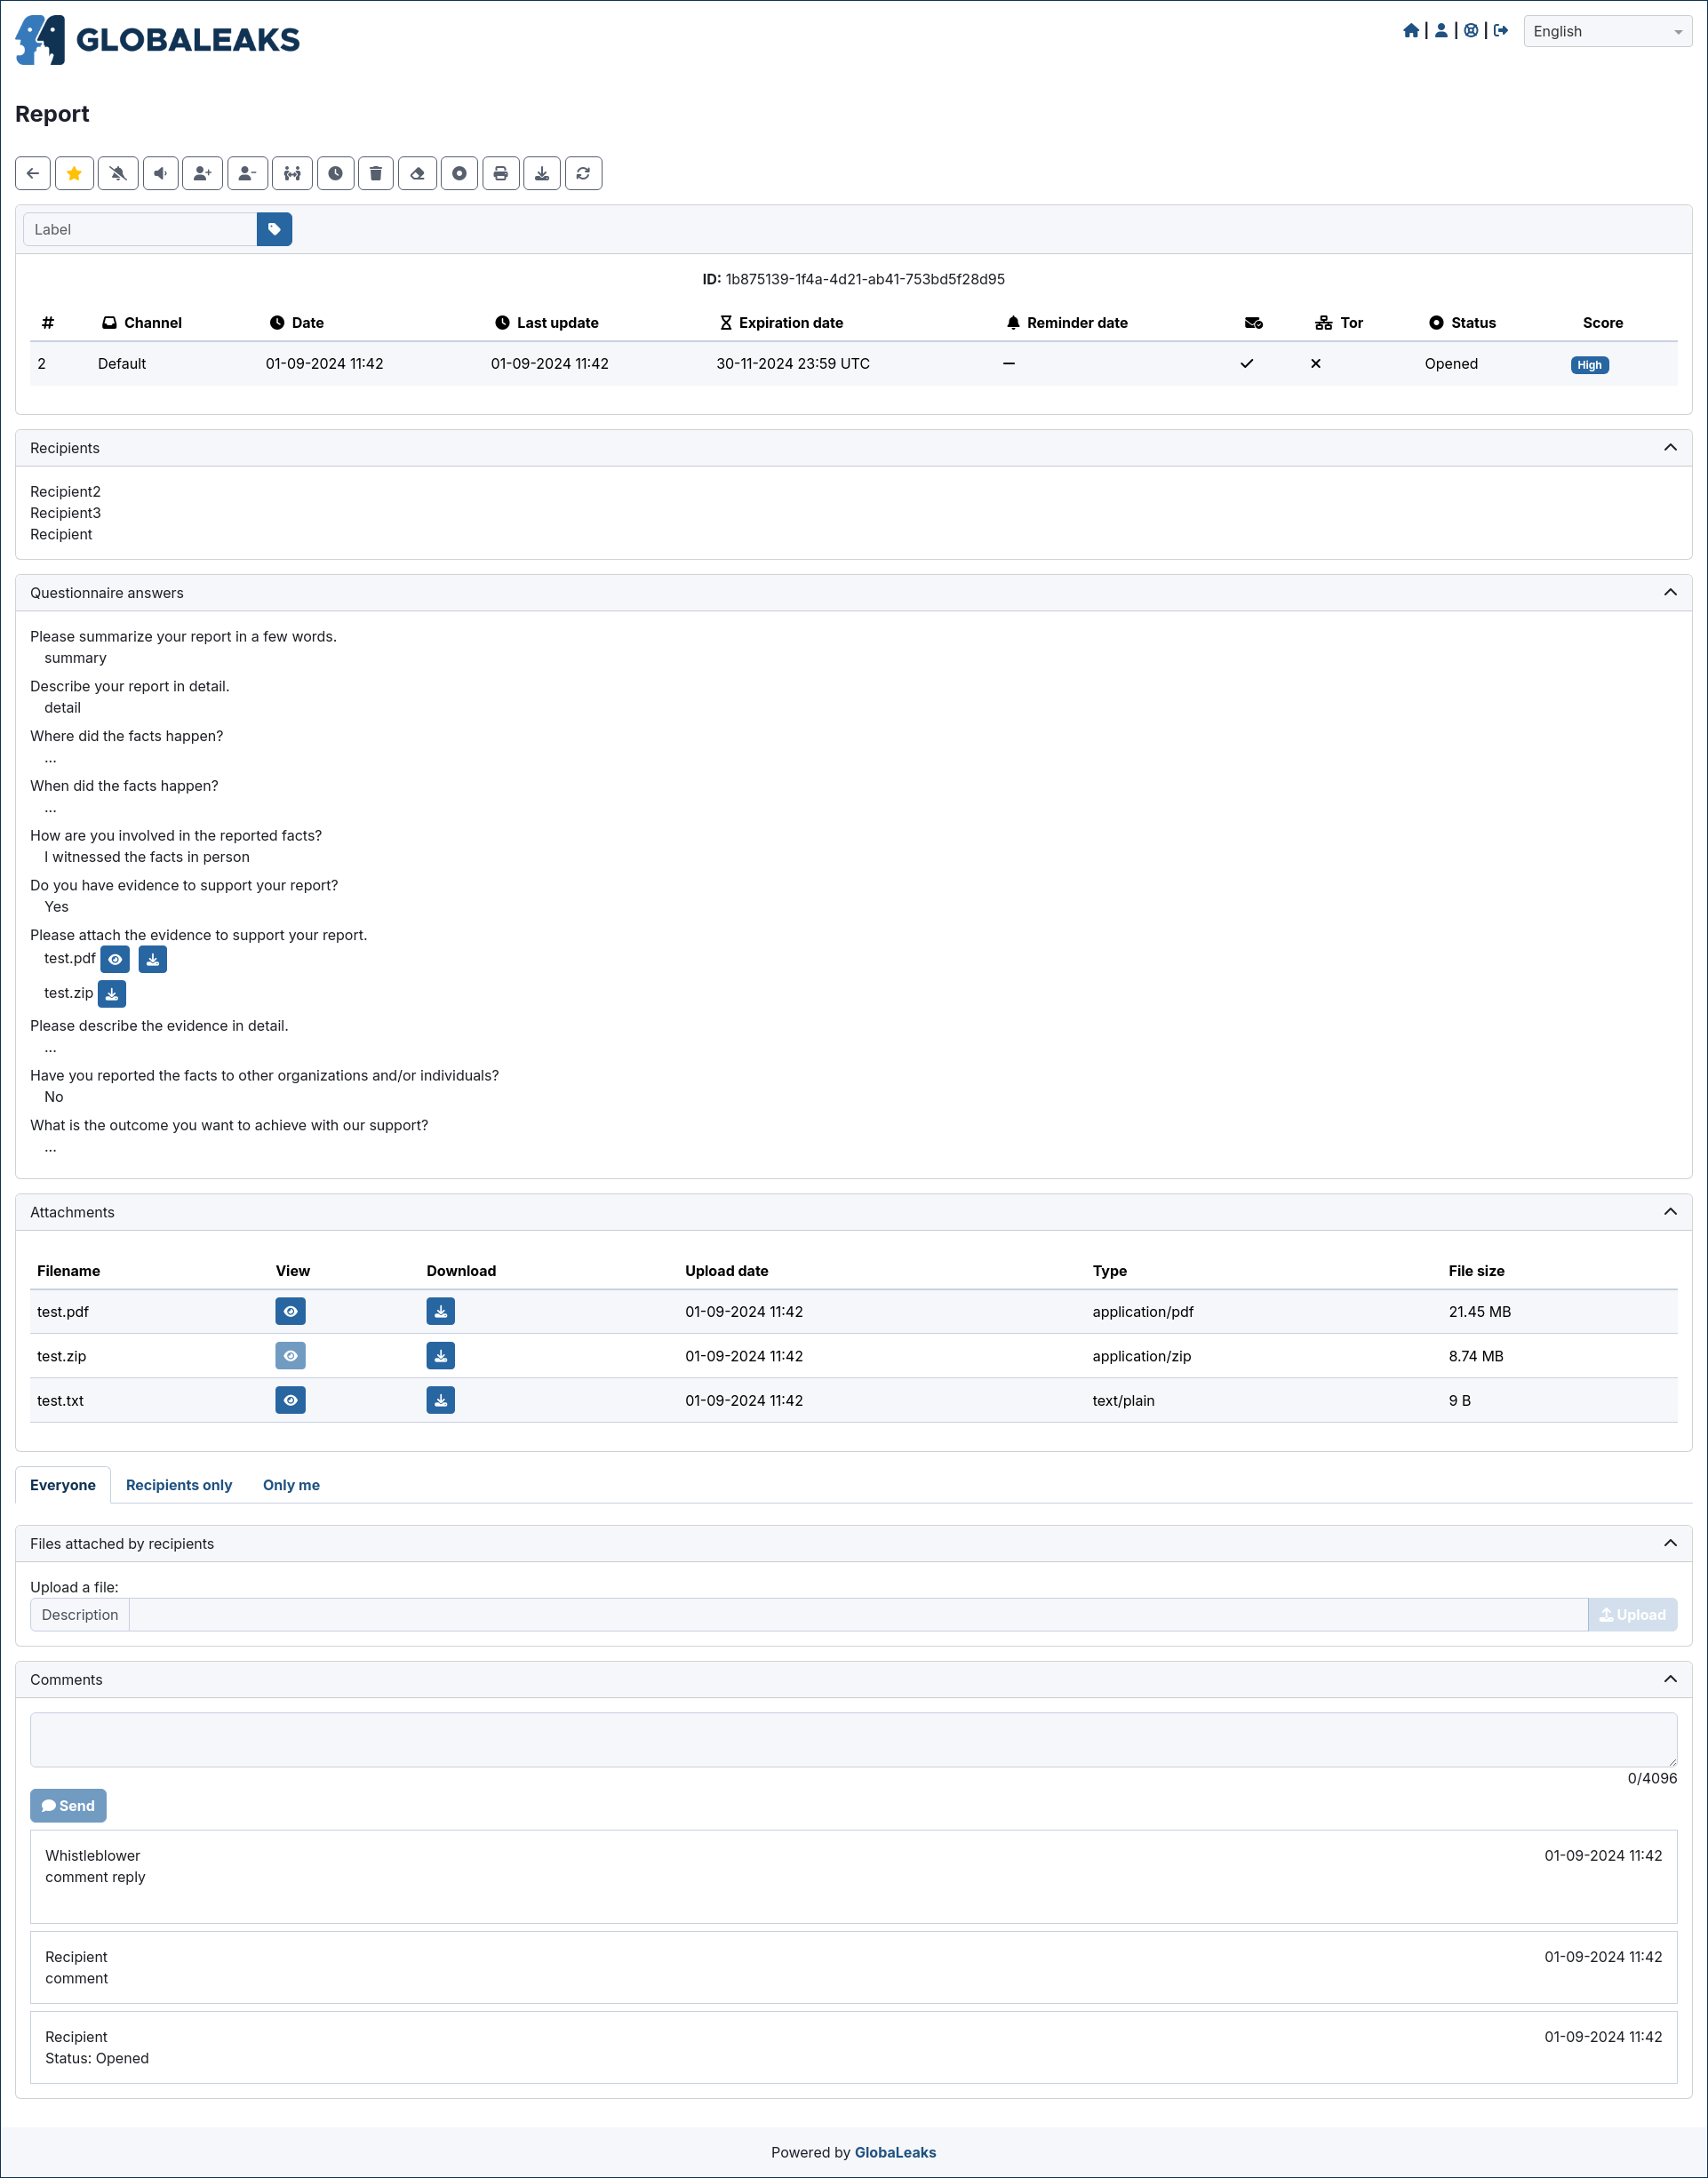 GLOBALEAKS
English
Report
Label
ID: 1b875139-1f4a-4d21-ab41-753bd5f28d95
# Channel Date Last update Expiration date Reminder date Tor Status Score
2 Default 01-09-2024 11:42 01-09-2024 11:42 30-11-2024 23:59 UTC — Opened High
Recipients
Recipient2
Recipient3
Recipient
Questionnaire answers
Please summarize your report in a few words.
summary
Describe your report in detail.
detail
Where did the facts happen?
...
When did the facts happen?
...
How are you involved in the reported facts?
I witnessed the facts in person
Do you have evidence to support your report?
Yes
Please attach the evidence to support your report.
test.pdf
test.zip
Please describe the evidence in detail.
...
Have you reported the facts to other organizations and/or individuals?
No
What is the outcome you want to achieve with our support?
...
Attachments
Filename View Download Upload date Type File size
test.pdf 01-09-2024 11:42 application/pdf 21.45 MB
test.zip 01-09-2024 11:42 application/zip 8.74 MB
test.txt 01-09-2024 11:42 text/plain 9 B
Everyone Recipients only Only me
Files attached by recipients
Upload a file:
Description Upload
Comments
0/4096
Send
Whistleblower 01-09-2024 11:42
comment reply
Recipient 01-09-2024 11:42
comment
Recipient 01-09-2024 11:42
Status: Opened
Powered by GlobaLeaks